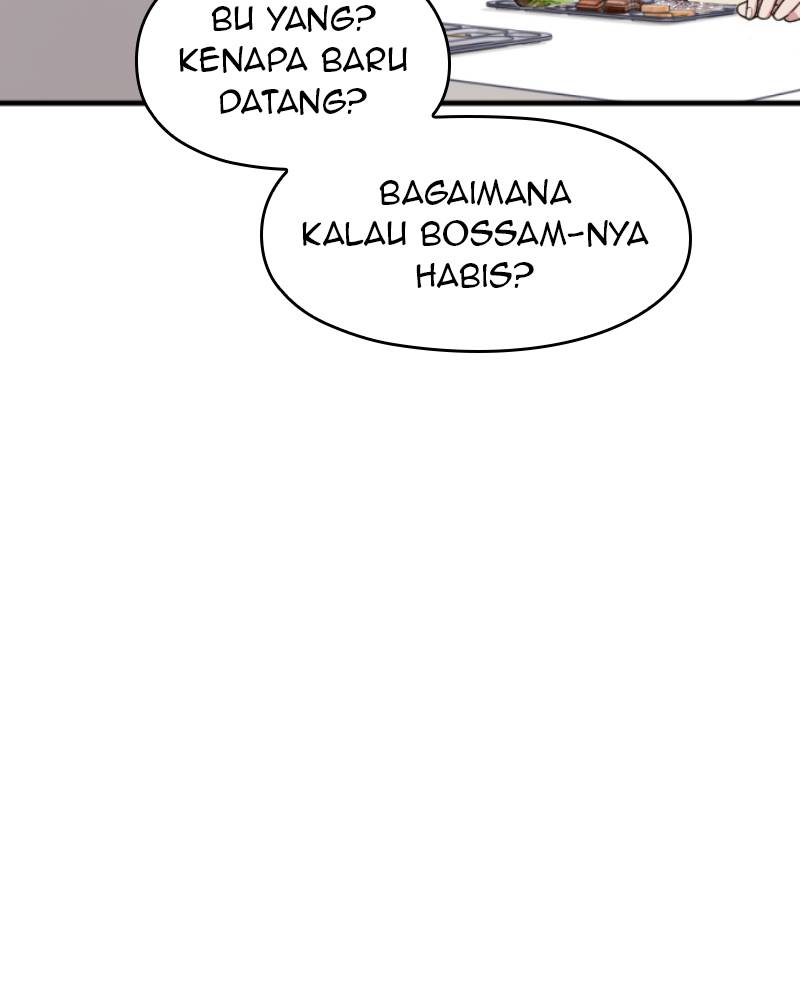 BU YANG?
KENAPA BARU
DATANG?
BAGAIMANA
KALAU BOSSAM-NYA
HABIS?